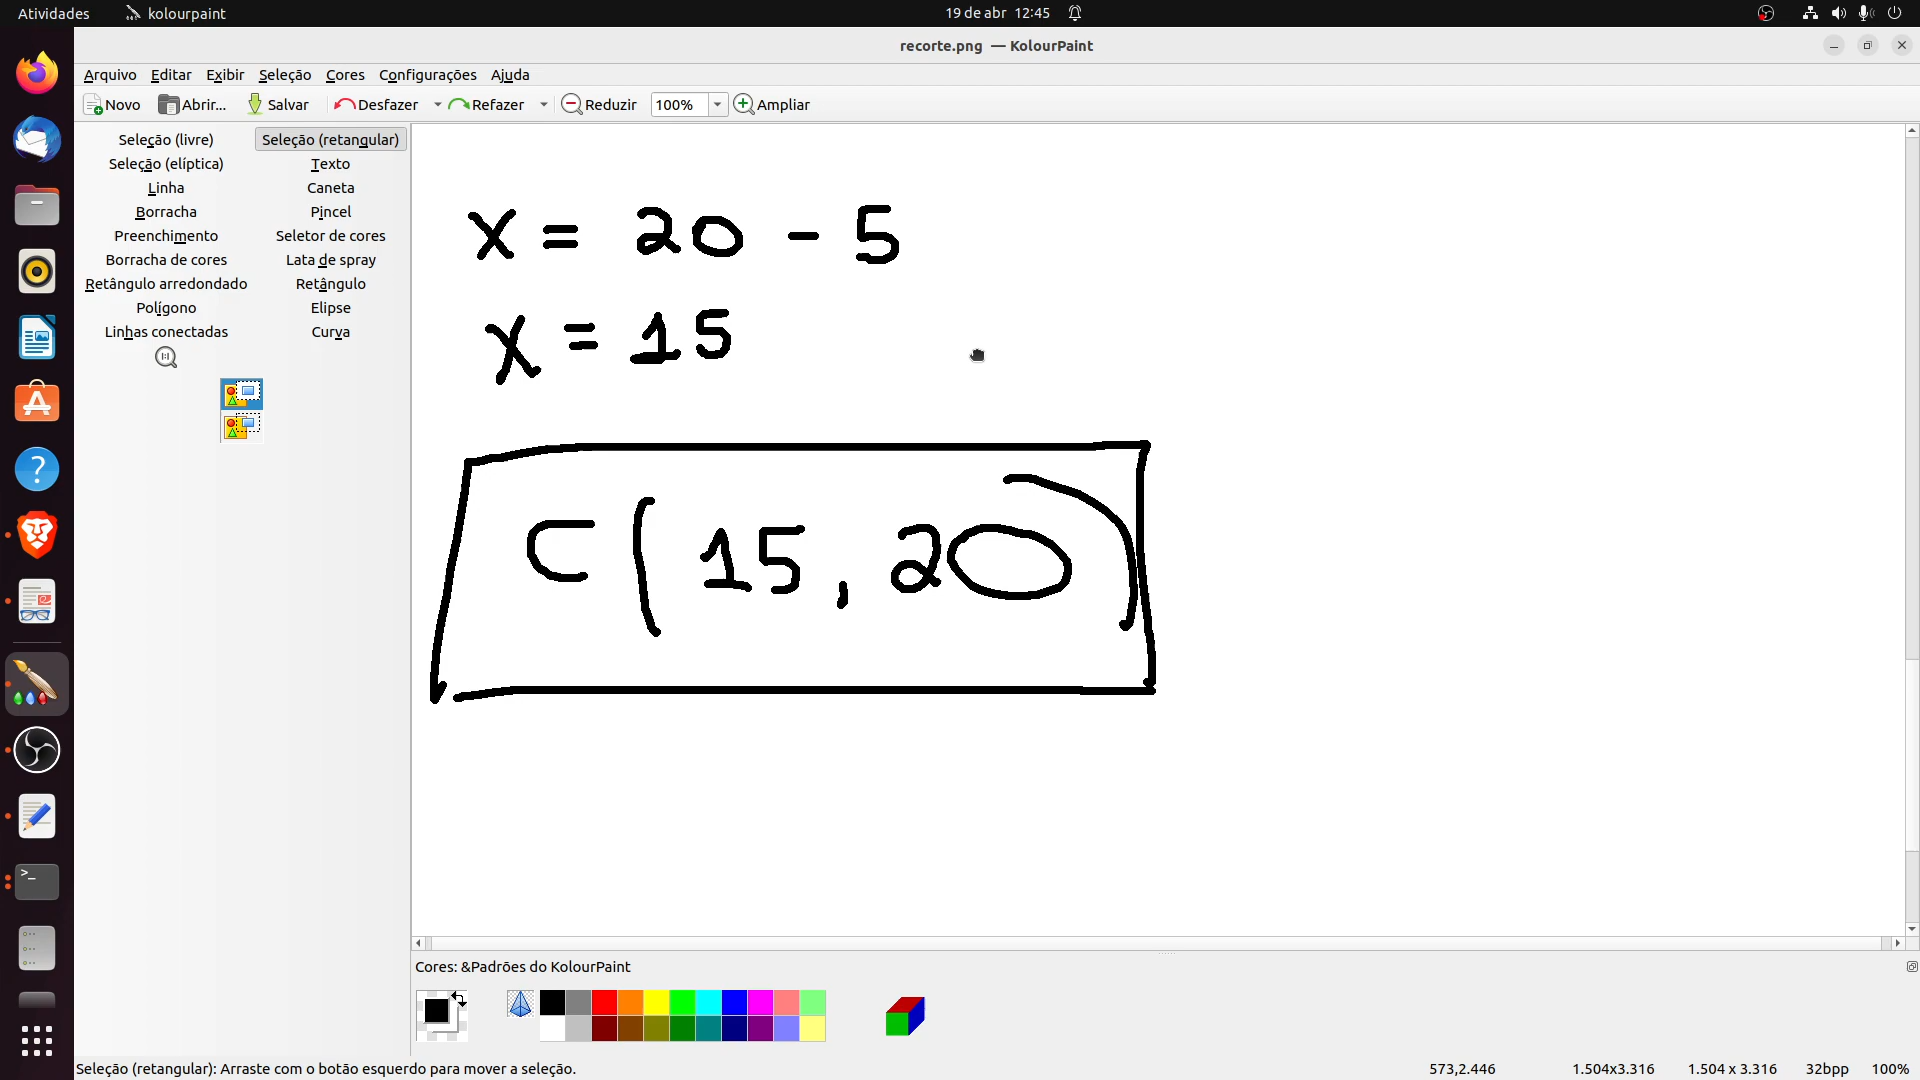 Atividades kolourpaint 19 de abr 12:45
recorte.png — KolourPaint
Arquivo Editar Exibir Seleção Cores Configurações Ajuda
Novo Abrir... Salvar Desfazer Refazer Reduzir 100% Ampliar
Seleção (livre) Seleção (retangular)
Seleção (elíptica) Texto
Linha Caneta
Borracha Pincel
Preenchimento Seletor de cores
Borracha de cores Lata de spray
Retângulo arredondado Retângulo
Polígono Elipse
Linhas conectadas Curva
x = 20 - 5
x = 15
C ( 15 , 20 )
Cores: &Padrões do KolourPaint
Seleção (retangular): Arraste com o botão esquerdo para mover a seleção. 573,2.446 1.504x3.316 1.504 x 3.316 32bpp 100%